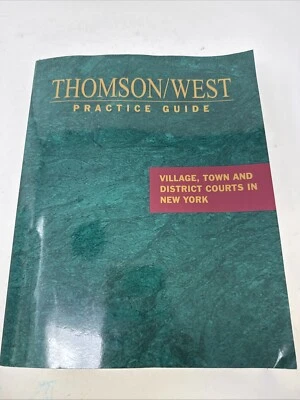 THOMSON/WEST
PRACTICE GUIDE
VILLAGE, TOWN AND
DISTRICT COURTS IN
NEW YORK